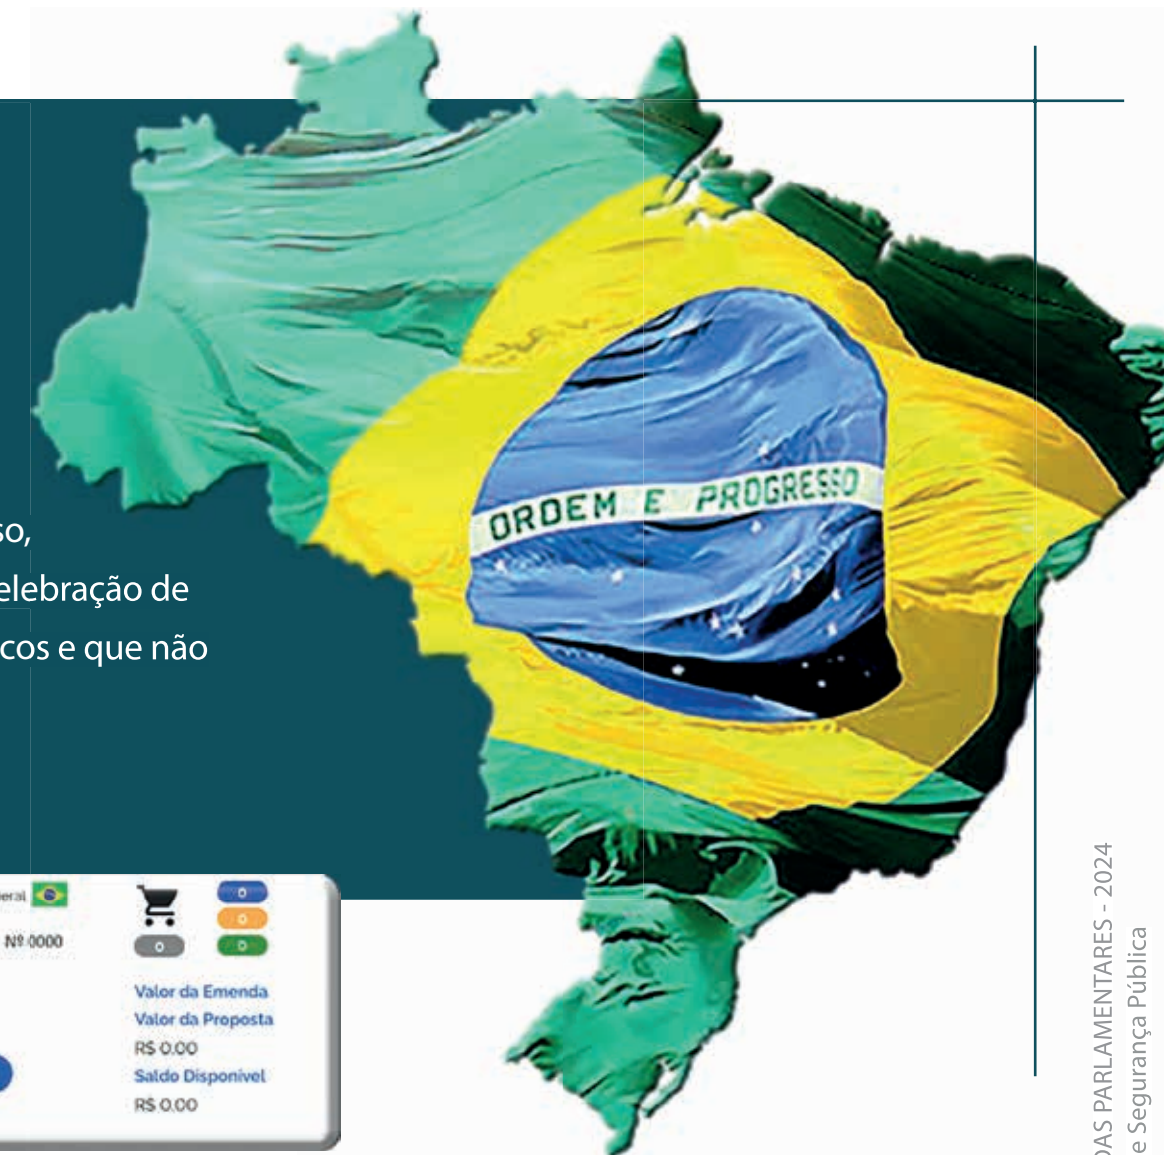 ORDEM E PROGRESSO
so,
elebração de
cos e que não
eral
Nº 0000
0
0
0
0
Valor da Emenda
Valor da Proposta
R$ 0.00
Saldo Disponível
R$ 0.00
DAS PARLAMENTARES - 2024
e Segurança Pública